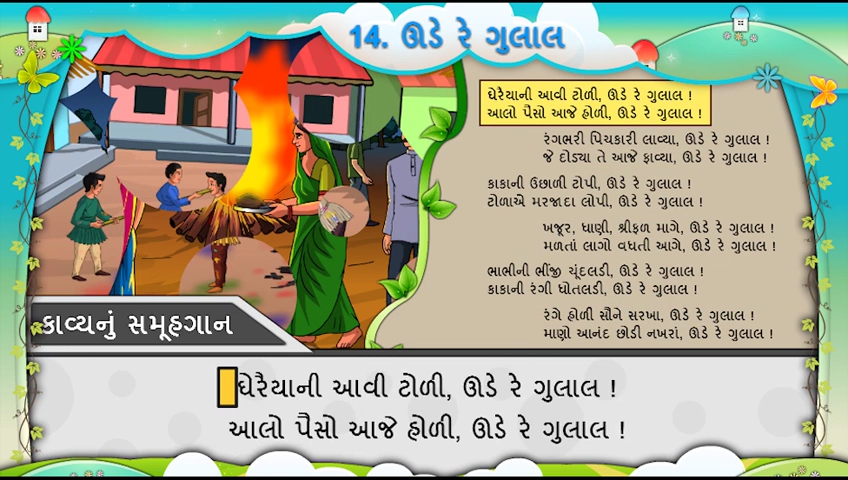 14. ઊડે રે ગુલાલ
ઘેરૈયાની આવી ટોળી, ઊડે રે ગુલાલ !
આલો પૈસો આજે હોળી, ઊડે રે ગુલાલ !
રંગભરી પિચકારી લાવ્યા, ઊડે રે ગુલાલ !
જે દોડ્યા તે આજે ફાવ્યા, ઊડે રે ગુલાલ !
કાકાની ઉછાળી ટોપી, ઊડે રે ગુલાલ !
ટોળાએ મરજાદા લોપી, ઊડે રે ગુલાલ !
ખજૂર, ધાણી, શ્રીફળ માગે, ઊડે રે ગુલાલ !
મળતાં લાગો વધતી આગે, ઊડે રે ગુલાલ !
ભાભીની ભીંજી ચૂંદલડી, ઊડે રે ગુલાલ !
કાકાની રંગી ધોતલડી, ઊડે રે ગુલાલ !
રંગે હોળી સૌને સરખા, ઊડે રે ગુલાલ !
માણો આનંદ છોડી નખરાં, ઊડે રે ગુલાલ !
કાવ્યનું સમૂહગાન
ઘેરૈયાની આવી ટોળી, ઊડે રે ગુલાલ !
આલો પૈસો આજે હોળી, ઊડે રે ગુલાલ !